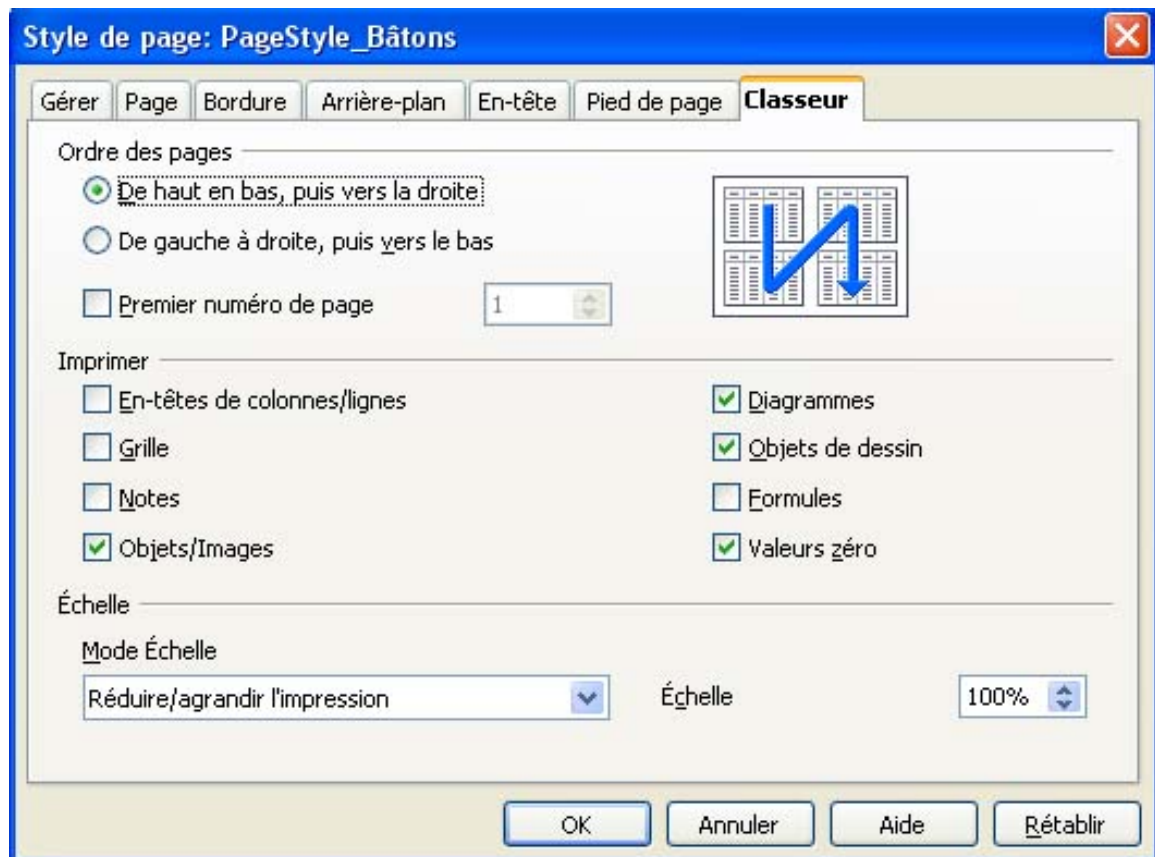 Style de page: PageStyle_Bâtons
Gérer Page Bordure Arrière-plan En-tête Pied de page Classeur
Ordre des pages
De haut en bas, puis vers la droite
De gauche à droite, puis vers le bas
Premier numéro de page 1
Imprimer
En-têtes de colonnes/lignes
Grille
Notes
Objets/Images
Diagrammes
Objets de dessin
Formules
Valeurs zéro
Échelle
Mode Échelle
Réduire/agrandir l'impression Échelle 100%
OK Annuler Aide Rétablir